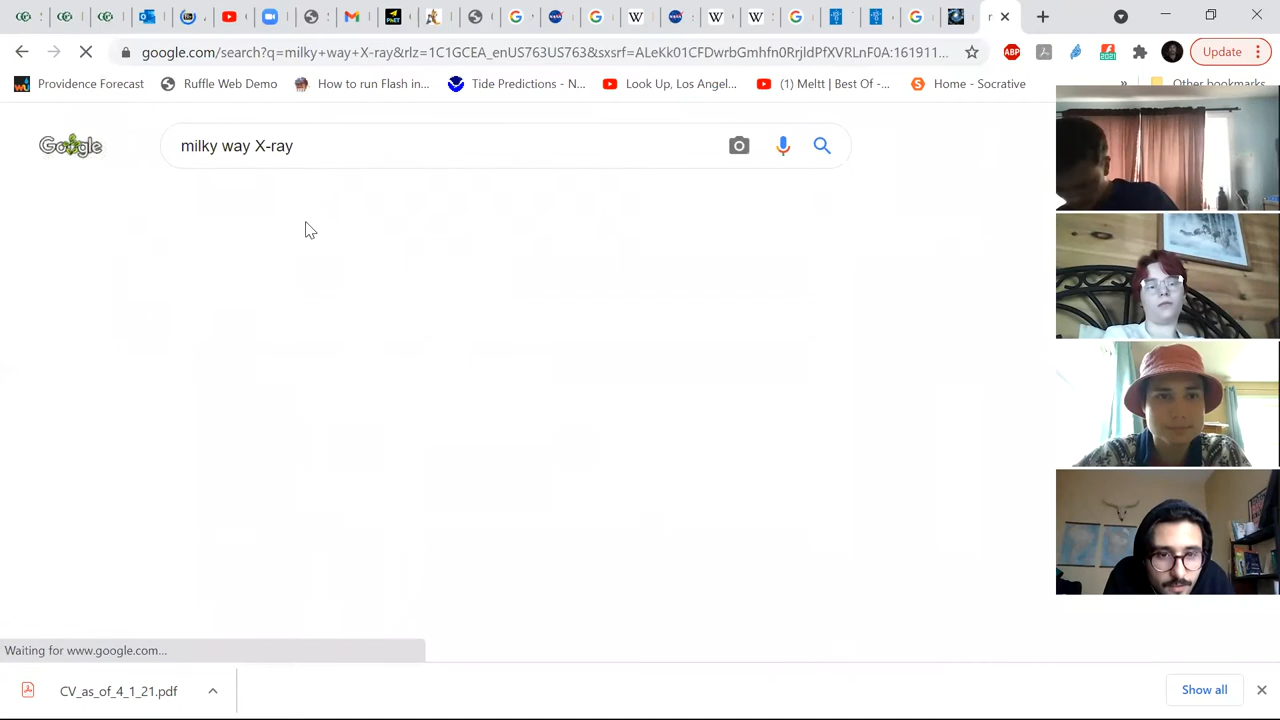 google.com/search?q=milky+way+X-ray&rlz=1C1GCEA_enUS763US763&sxsrf=ALeKk01CFDwrbGmhfn0RrjldPfXVRLnF0A:161911...
Update
Providence Forecast
Ruffle Web Demo
How to run Flash in...
Tide Predictions - N...
Look Up, Los Angel...
(1) Meltt | Best Of -...
Home - Socrative
»
Other bookmarks
Google
milky way X-ray
Waiting for www.google.com...
CV_as_of_4_1_21.pdf
Show all